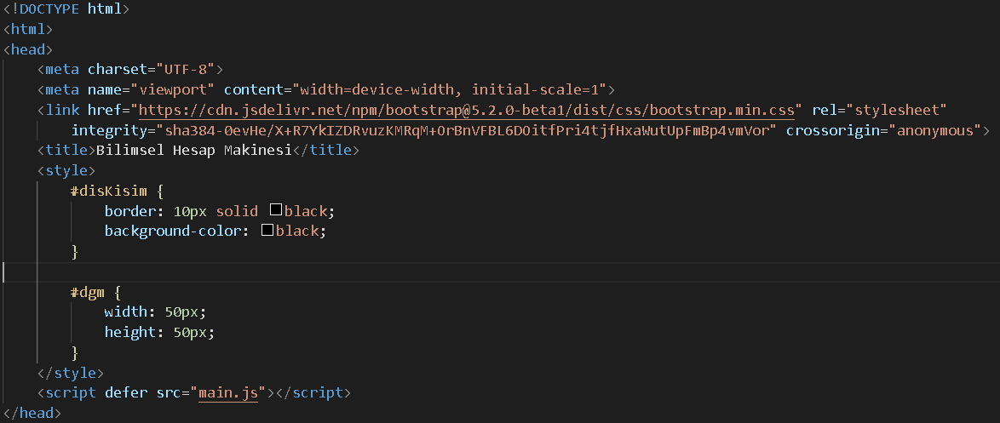 <!DOCTYPE html>
<html>
<head>
<meta charset="UTF-8">
<meta name="viewport" content="width=device-width, initial-scale=1">
<link href="https://cdn.jsdelivr.net/npm/bootstrap@5.2.0-beta1/dist/css/bootstrap.min.css" rel="stylesheet"
integrity="sha384-0evHe/X+R7YkIZDRvuzKMRqM+OrBnVFBL6DOitfPri4tjfHxaWutUpFmBp4vmVor" crossorigin="anonymous">
<title>Bilimsel Hesap Makinesi</title>
<style>
#disKisim {
border: 10px solid black;
background-color: black;
}
#dgm {
width: 50px;
height: 50px;
}
</style>
<script defer src="main.js"></script>
</head>